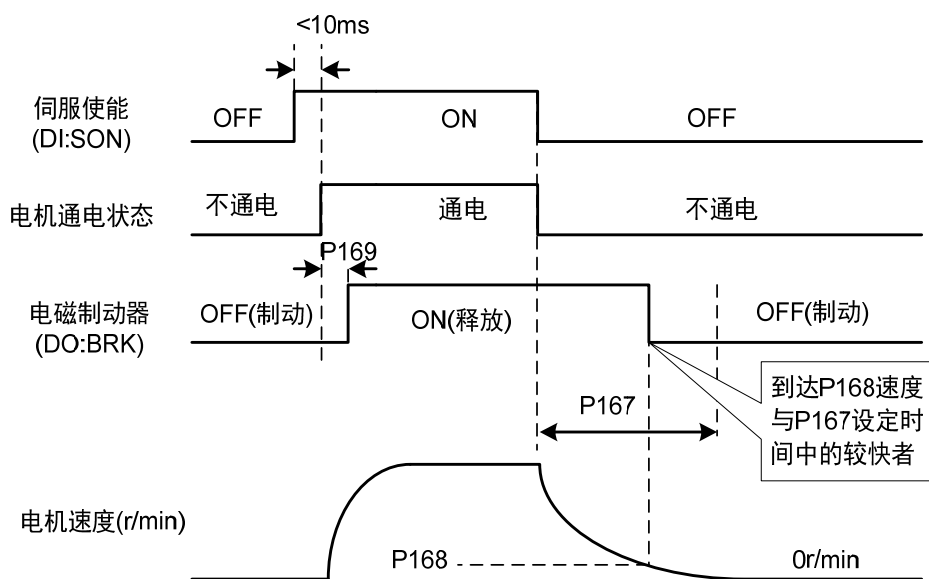 <10ms
伺服使能
(DI:SON)
OFF
ON
OFF
电机通电状态
不通电
通电
不通电
P169
电磁制动器
(DO:BRK)
OFF(制动)
ON(释放)
OFF(制动)
P167
到达P168速度
与P167设定时
间中的较快者
电机速度(r/min)
P168
0r/min